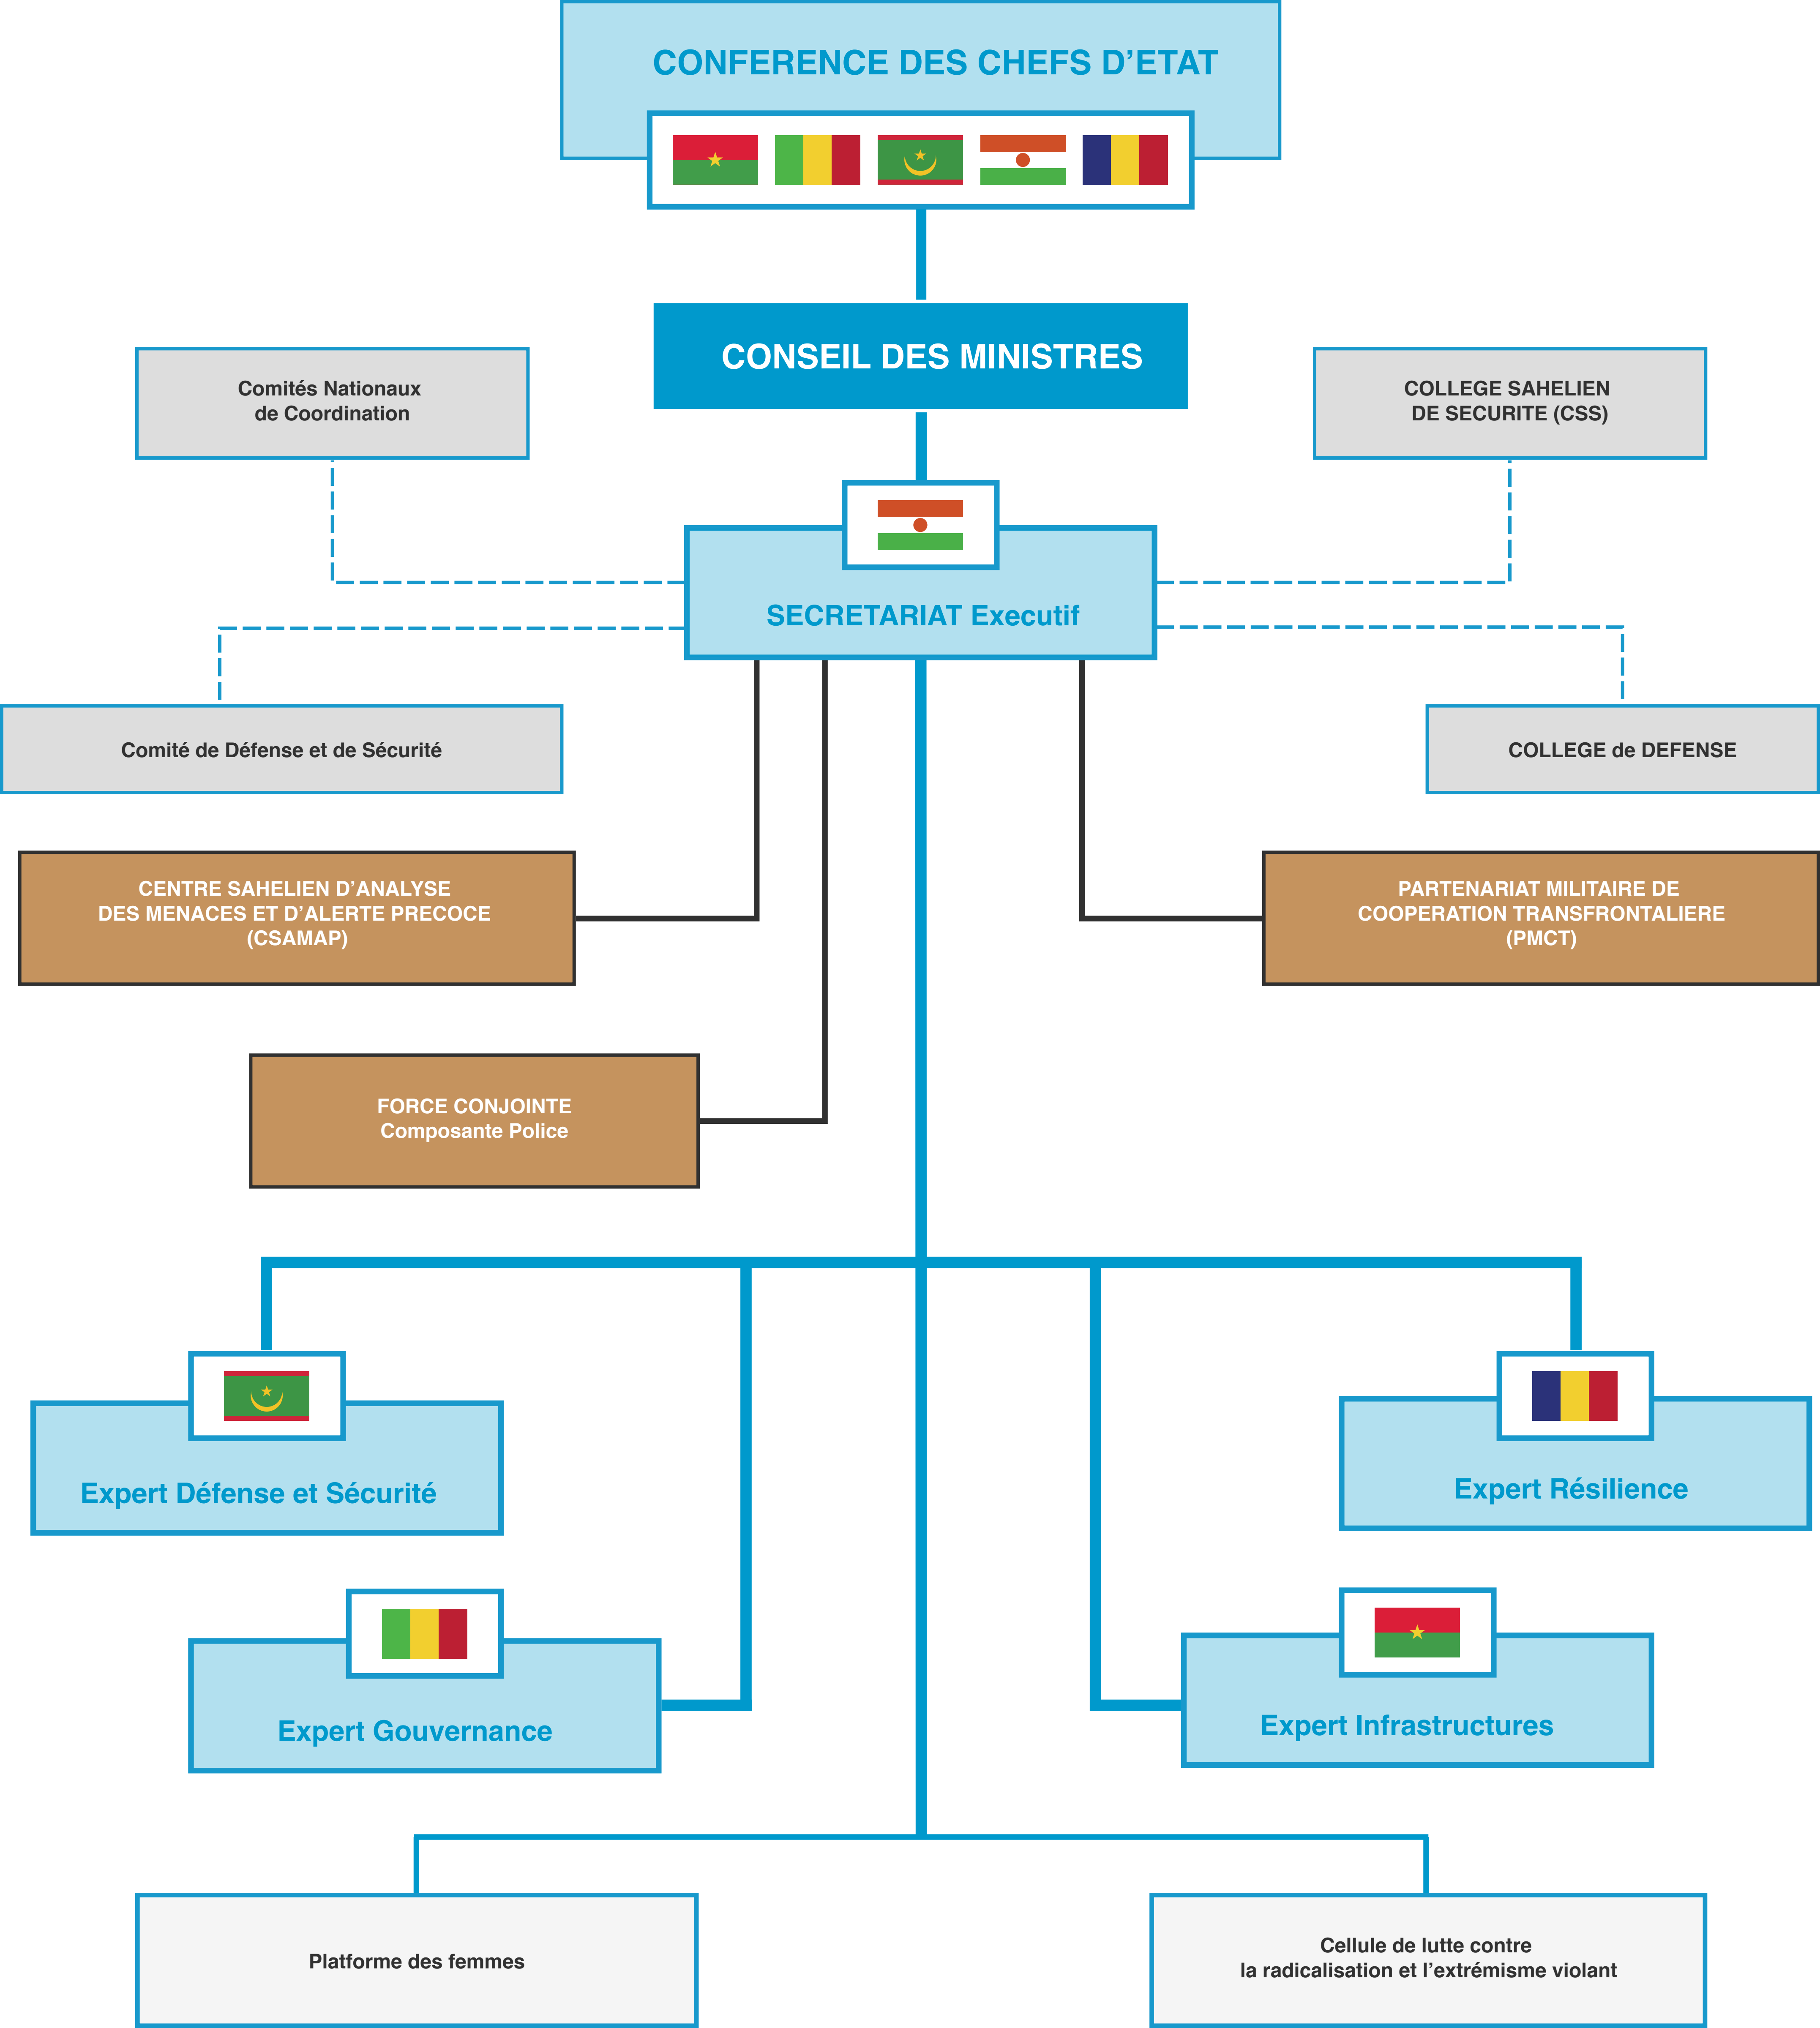 CONFERENCE DES CHEFS D’ETAT
CONSEIL DES MINISTRES
Comités Nationaux
de Coordination
COLLEGE SAHELIEN
DE SECURITE (CSS)
SECRETARIAT Executif
Comité de Défense et de Sécurité
COLLEGE de DEFENSE
CENTRE SAHELIEN D’ANALYSE
DES MENACES ET D’ALERTE PRECOCE
(CSAMAP)
PARTENARIAT MILITAIRE DE
COOPERATION TRANSFRONTALIERE
(PMCT)
FORCE CONJOINTE
Composante Police
Expert Défense et Sécurité
Expert Résilience
Expert Gouvernance
Expert Infrastructures
Platforme des femmes
Cellule de lutte contre
la radicalisation et l’extrémisme violant